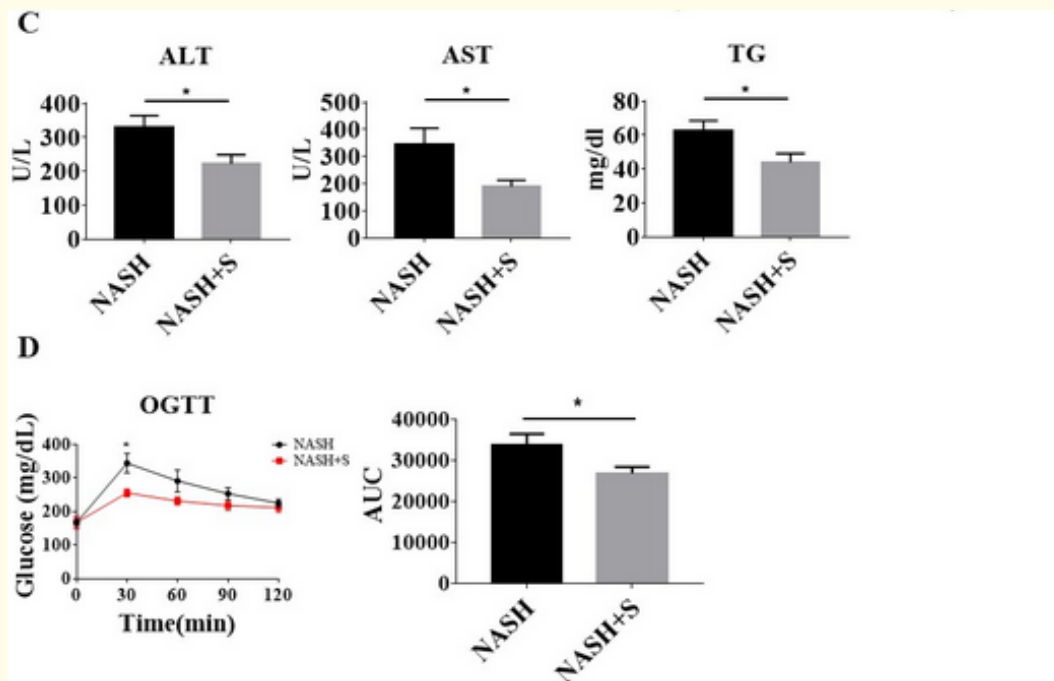 C
ALT
*
400
300
200
100
0
U/L
NASH
NASH+S
AST
*
500
400
300
200
100
0
U/L
NASH
NASH+S
TG
*
80
60
40
20
0
mg/dl
NASH
NASH+S
D
OGTT
400
300
200
100
0
Glucose (mg/dL)
*
NASH
NASH+S
0 30 60 90 120
Time(min)
*
40000
30000
20000
10000
0
AUC
NASH
NASH+S